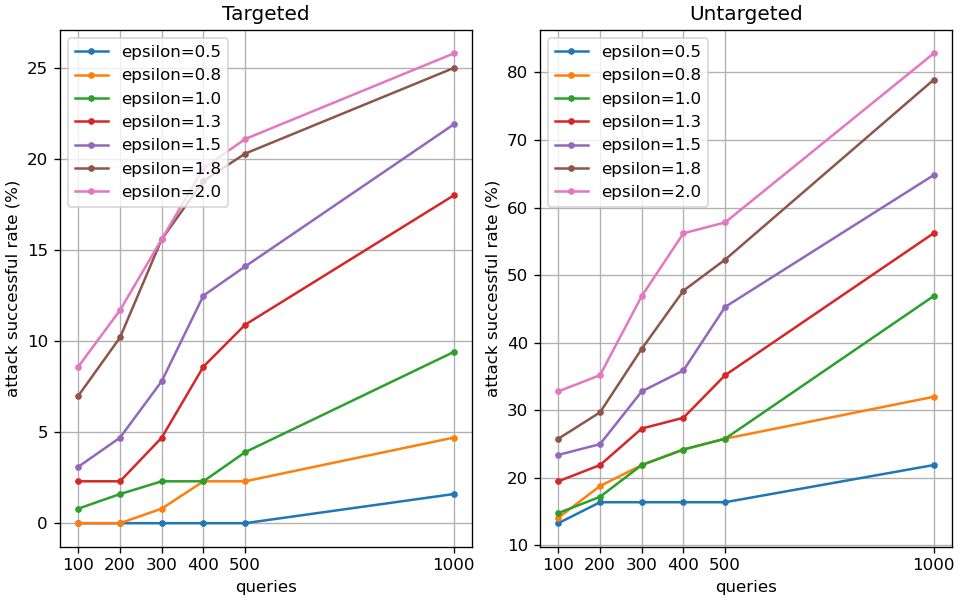 Targeted
epsilon=0.5
epsilon=0.8
epsilon=1.0
epsilon=1.3
epsilon=1.5
epsilon=1.8
epsilon=2.0
25
20
15
10
5
0
attack successful rate (%)
100 200 300 400 500 1000
queries
Untargeted
epsilon=0.5
epsilon=0.8
epsilon=1.0
epsilon=1.3
epsilon=1.5
epsilon=1.8
epsilon=2.0
80
70
60
50
40
30
20
10
attack successful rate (%)
100 200 300 400 500 1000
queries